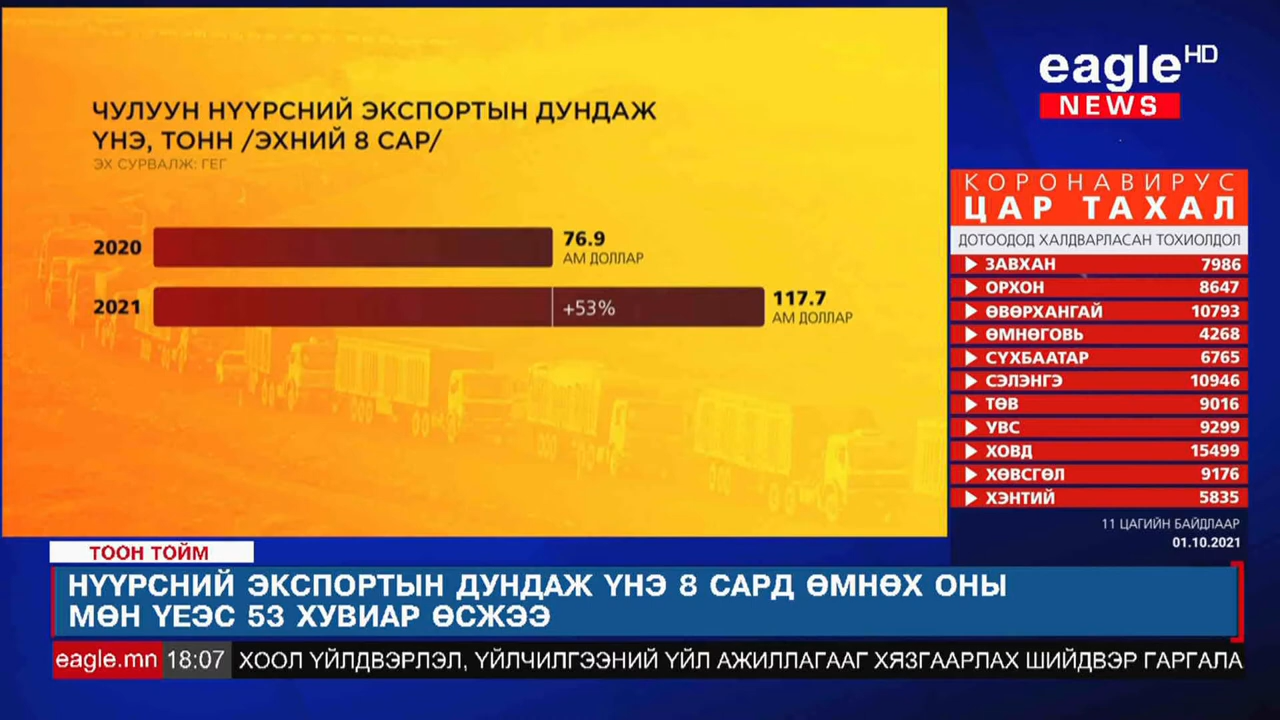 ЧУЛУУН НҮҮРСНИЙ ЭКСПОРТЫН ДУНДАЖ
ҮНЭ, ТОНН /ЭХНИЙ 8 САР/
ЭХ СУРВАЛЖ: ГЕГ
2020
76.9
АМ ДОЛЛАР
2021
+53%
117.7
АМ ДОЛЛАР
eagle HD
NEWS
КОРОНАВИРУС
ЦАР ТАХАЛ
ДОТООДОД ХАЛДВАРЛАСАН ТОХИОЛДОЛ
ЗАВХАН 7986
ОРХОН 8647
ӨВӨРХАНГАЙ 10793
ӨМНӨГОВЬ 4268
СҮХБААТАР 6765
СЭЛЭНГЭ 10946
ТӨВ 9016
УВС 9299
ХОВД 15499
ХӨВСГӨЛ 9176
ХЭНТИЙ 5835
11 ЦАГИЙН БАЙДЛААР
01.10.2021
ТООН ТОЙМ
НҮҮРСНИЙ ЭКСПОРТЫН ДУНДАЖ ҮНЭ 8 САРД ӨМНӨХ ОНЫ
МӨН ҮЕЭС 53 ХУВИАР ӨСЖЭЭ
eagle.mn 18:07 ХООЛ ҮЙЛДВЭРЛЭЛ, ҮЙЛЧИЛГЭЭНИЙ ҮЙЛ АЖИЛЛАГААГ ХЯЗГААРЛАХ ШИЙДВЭР ГАРГАЛА